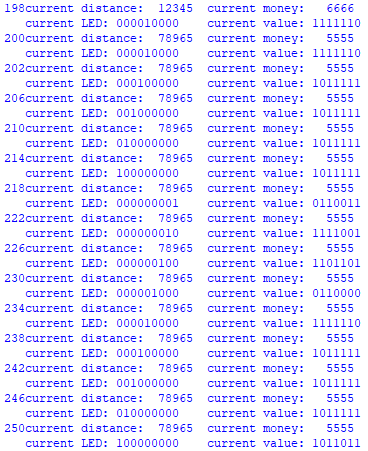 198current distance:  12345  current money:   6666
current LED: 000010000    current value: 1111110
200current distance:  78965  current money:   5555
current LED: 000010000    current value: 1111110
202current distance:  78965  current money:   5555
current LED: 000100000    current value: 1011111
206current distance:  78965  current money:   5555
current LED: 001000000    current value: 1011111
210current distance:  78965  current money:   5555
current LED: 010000000    current value: 1011111
214current distance:  78965  current money:   5555
current LED: 100000000    current value: 1011111
218current distance:  78965  current money:   5555
current LED: 000000001    current value: 0110011
222current distance:  78965  current money:   5555
current LED: 000000010    current value: 1111001
226current distance:  78965  current money:   5555
current LED: 000000100    current value: 1101101
230current distance:  78965  current money:   5555
current LED: 000001000    current value: 0110000
234current distance:  78965  current money:   5555
current LED: 000010000    current value: 1111110
238current distance:  78965  current money:   5555
current LED: 000100000    current value: 1011111
242current distance:  78965  current money:   5555
current LED: 001000000    current value: 1011111
246current distance:  78965  current money:   5555
current LED: 010000000    current value: 1011111
250current distance:  78965  current money:   5555
current LED: 100000000    current value: 1011011